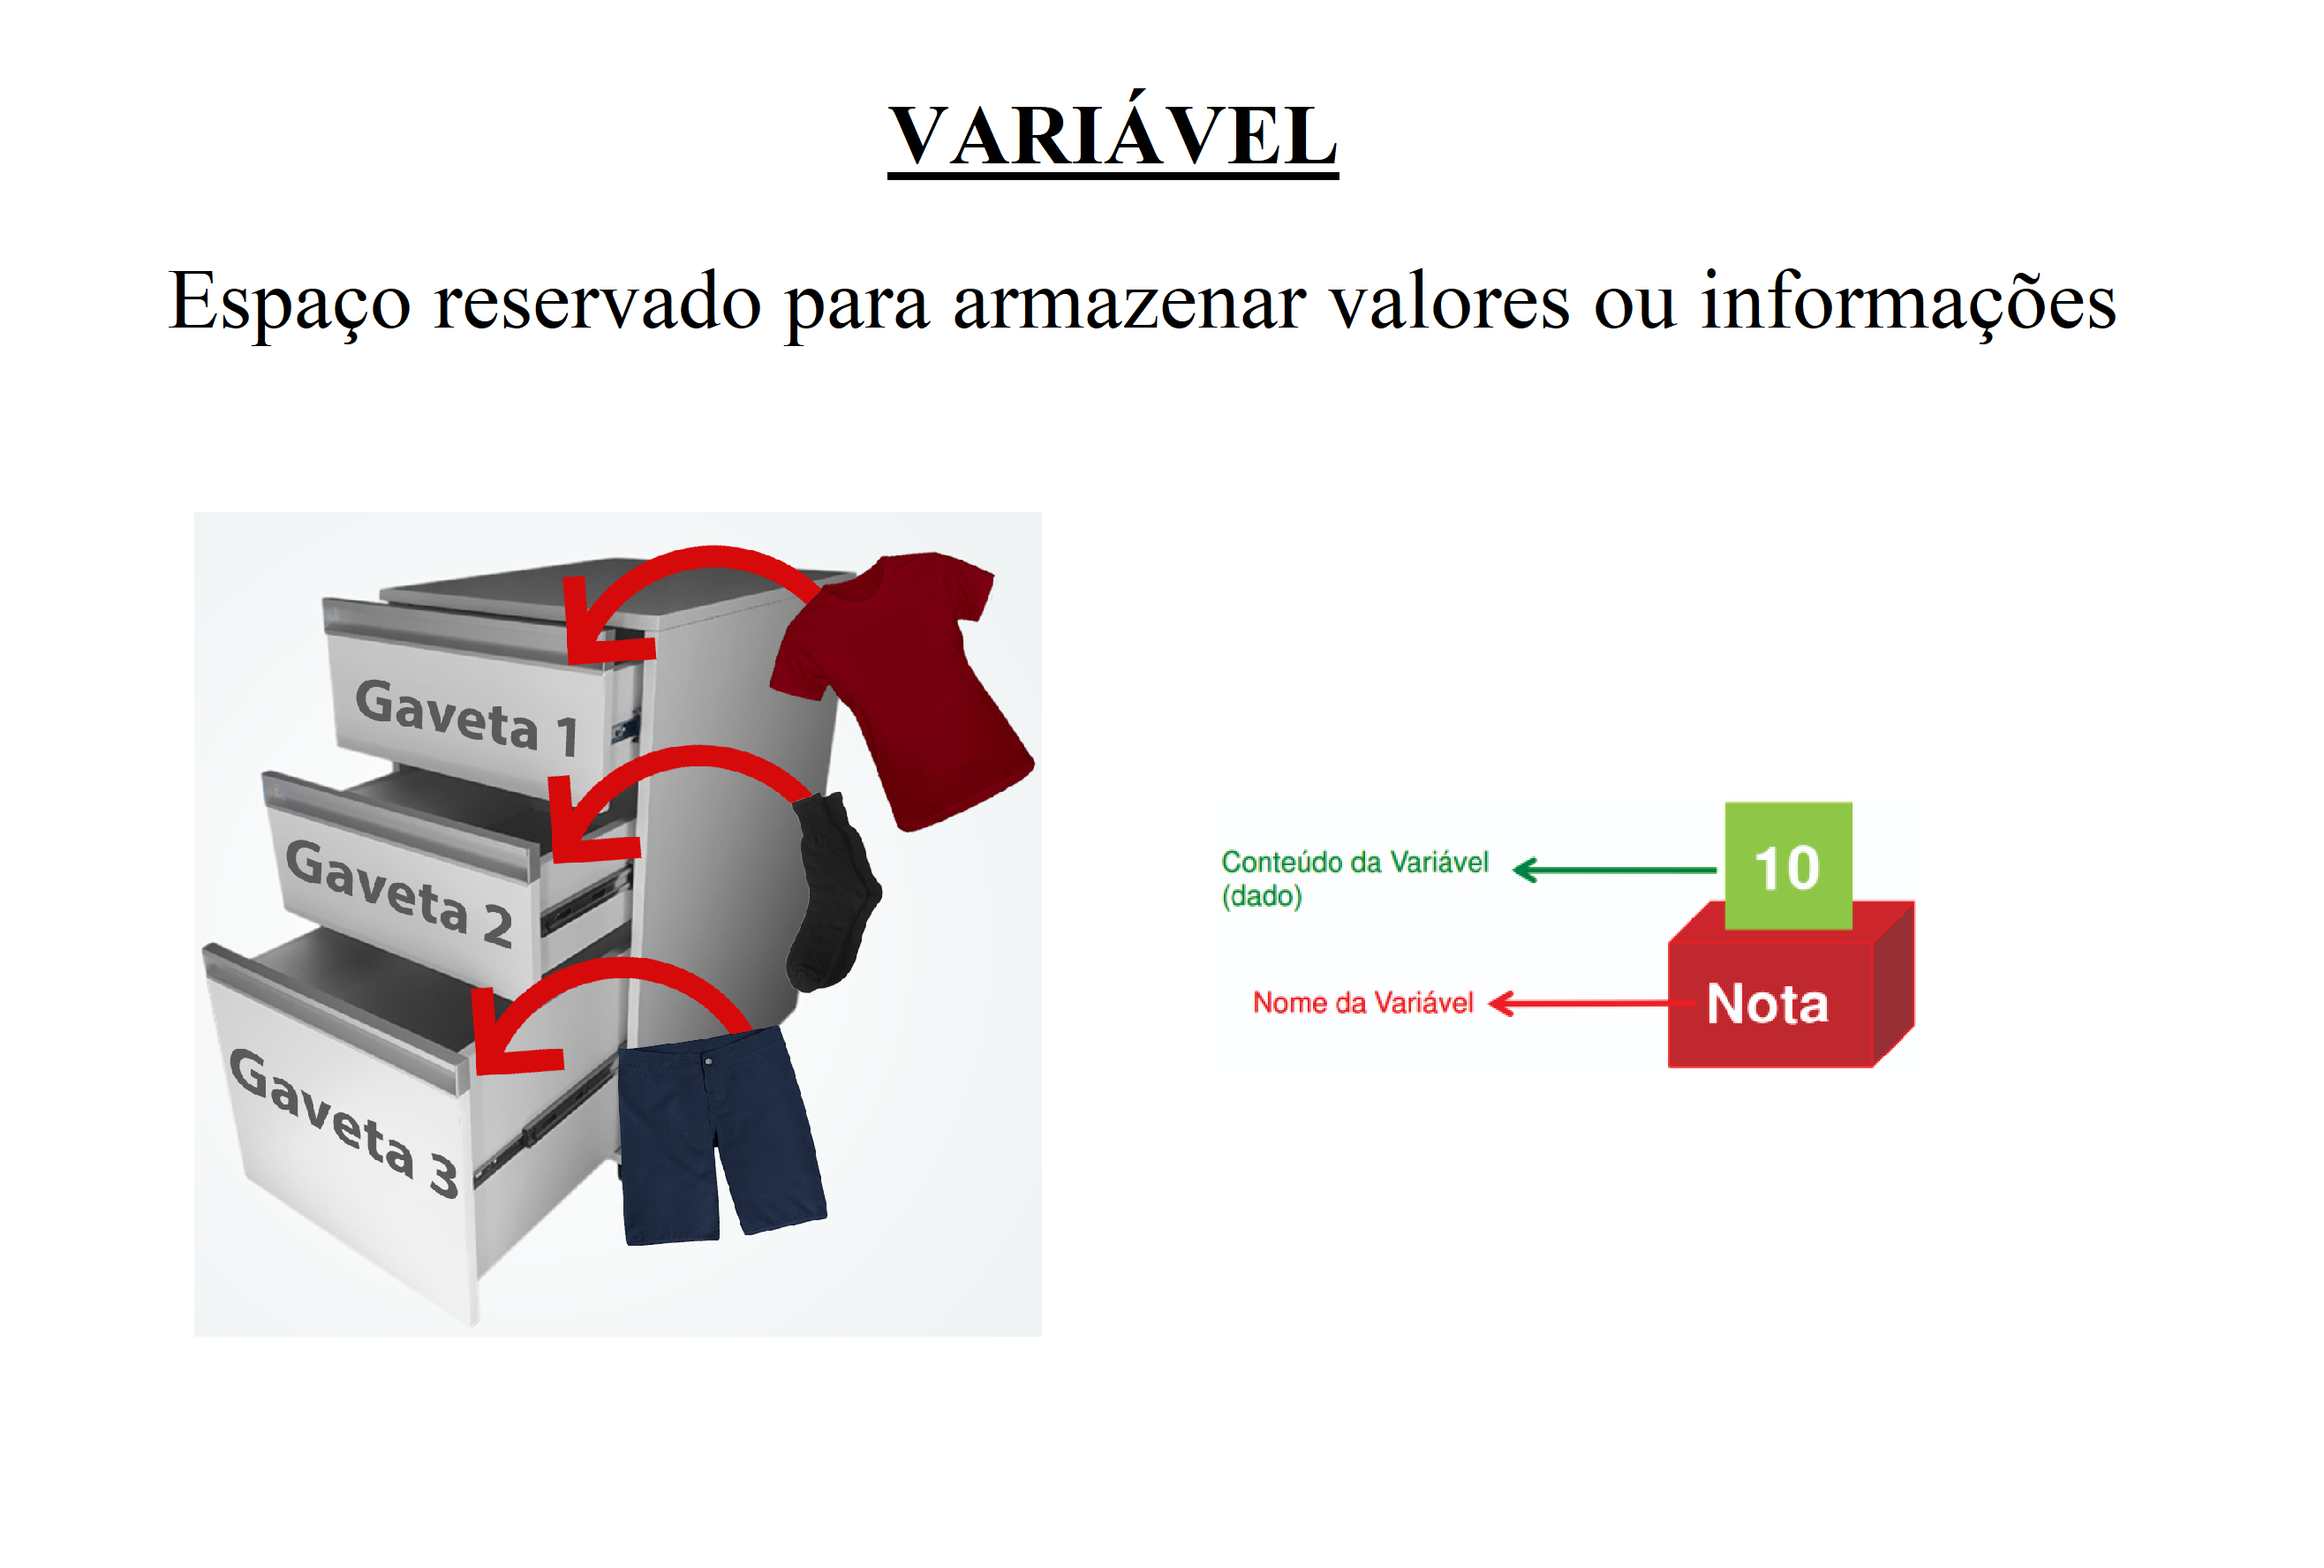 VARIÁVEL
Espaço reservado para armazenar valores ou informações
Gaveta 1
Gaveta 2
Gaveta 3
Conteúdo da Variável
(dado)
10
Nome da Variável
Nota